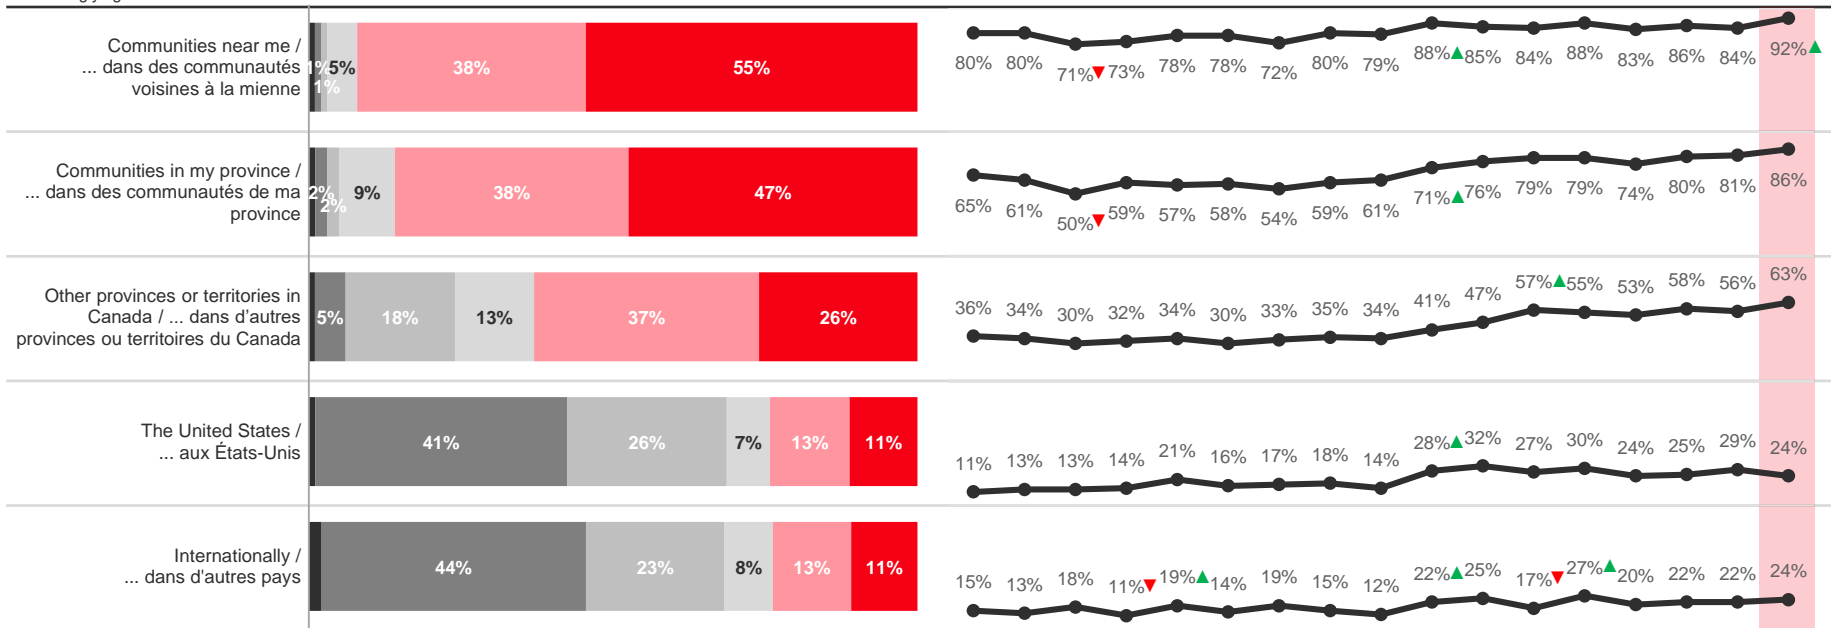 Communities near me /
... dans des communautés
voisines à la mienne
1%
1%
5%
38%
55%
80% 80% 71% 73% 78% 78% 72% 80% 79% 88% 85% 84% 88% 83% 86% 84% 92%
Communities in my province /
... dans des communautés de ma
province
2%
2%
9%
38%
47%
65% 61% 50% 59% 57% 58% 54% 59% 61% 71% 76% 79% 79% 74% 80% 81% 86%
Other provinces or territories in
Canada / ... dans d'autres
provinces ou territoires du Canada
5%
18%
13%
37%
26%
36% 34% 30% 32% 34% 30% 33% 35% 34% 41% 47% 57% 55% 53% 58% 56% 63%
The United States /
... aux États-Unis
41%
26%
7%
13%
11%
11% 13% 13% 14% 21% 16% 17% 18% 14% 28% 32% 27% 30% 24% 25% 29% 24%
Internationally /
... dans d'autres pays
44%
23%
8%
13%
11%
15% 13% 18% 11% 19% 14% 19% 15% 12% 22% 25% 17% 27% 20% 22% 22% 24%